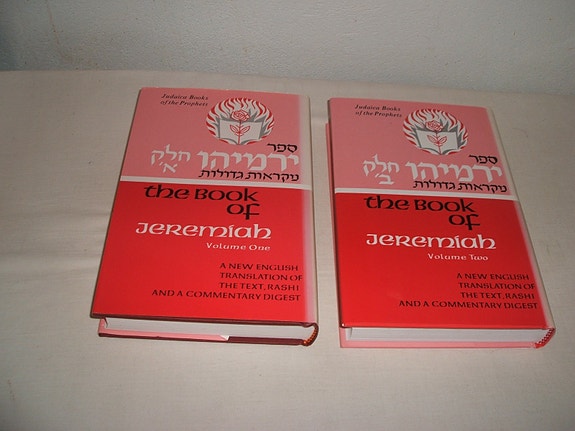 Judaica Books
of the Prophets
ספר
ירמיהו חלק א׳
מקראות גדולות
the Book
of
Jeremiah
Volume One
A NEW ENGLISH
TRANSLATION OF
THE TEXT, RASHI
AND A COMMENTARY DIGEST
Judaica Books
of the Prophets
ספר
ירמיהו חלק ב׳
מקראות גדולות
the Book
of
Jeremiah
Volume Two
A NEW ENGLISH
TRANSLATION OF
THE TEXT, RASHI
AND A COMMENTARY DIGEST